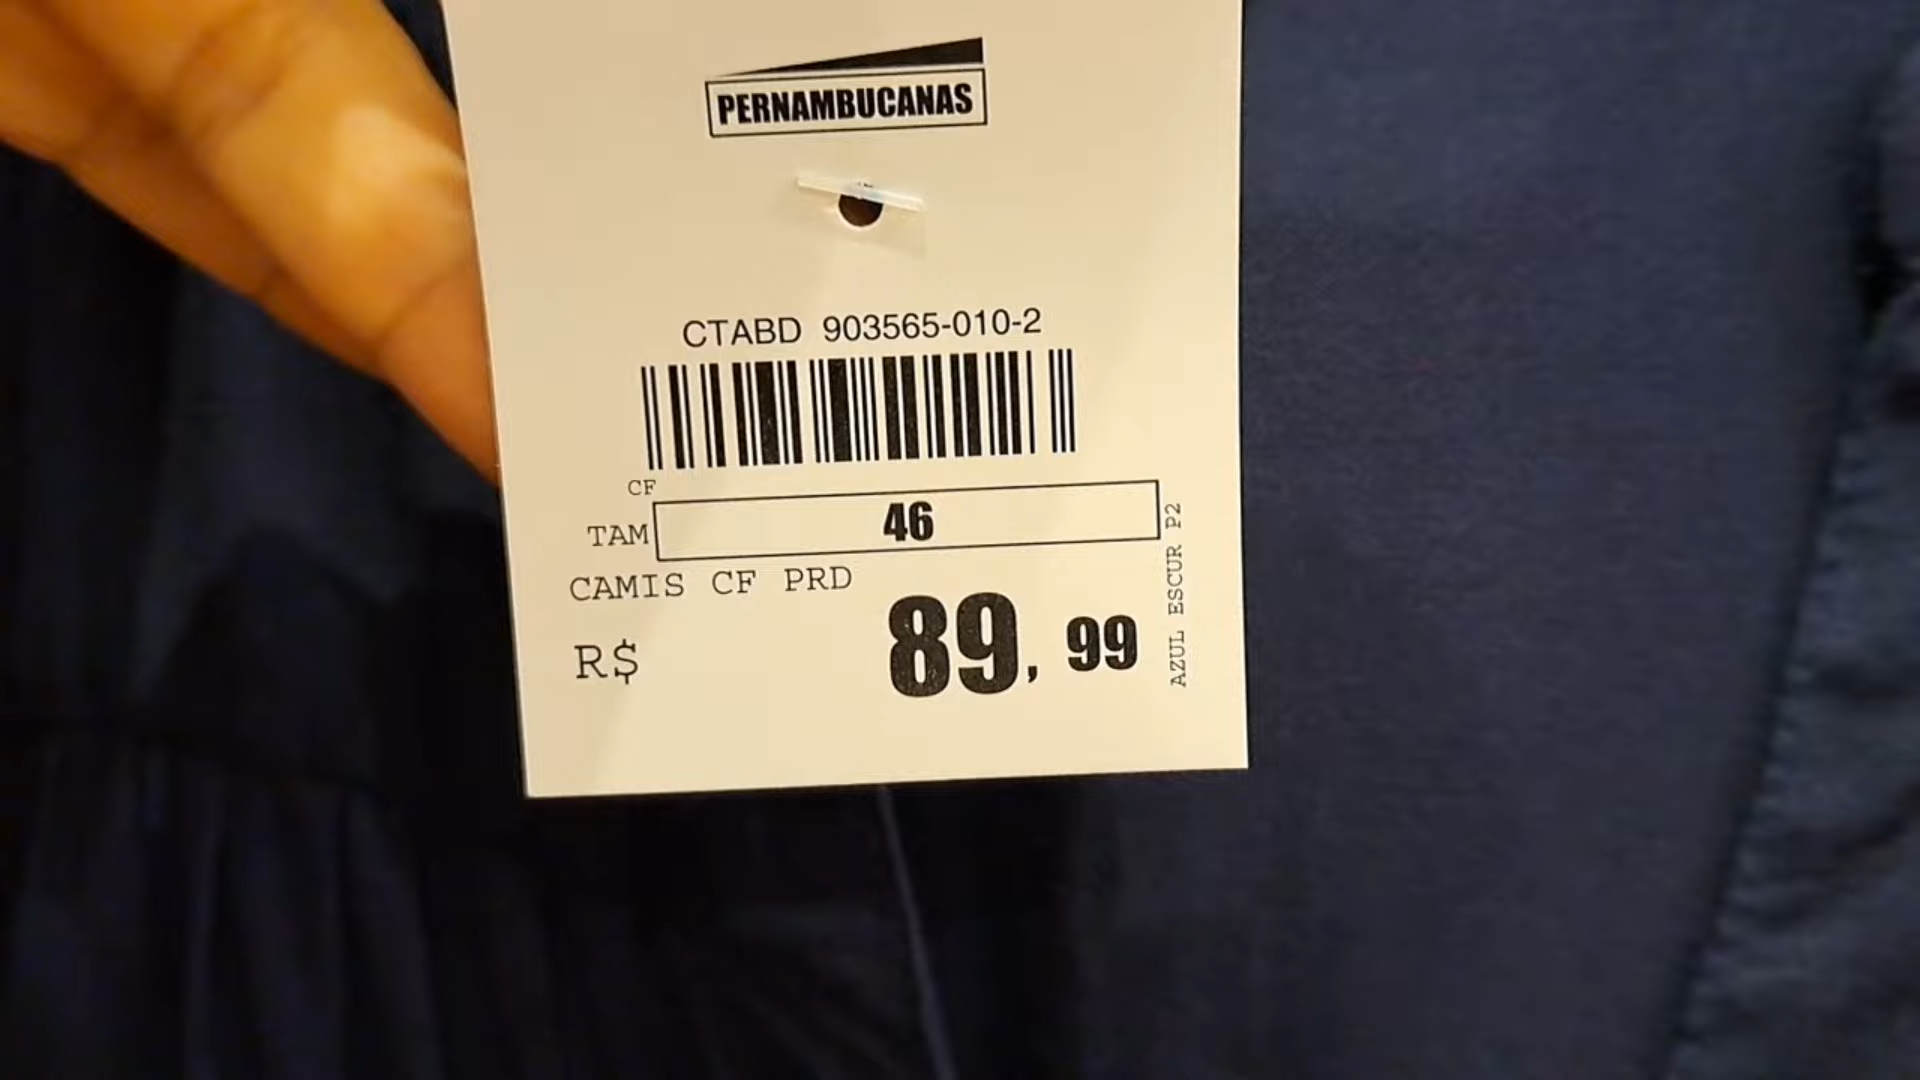 PERNAMBUCANAS
CTABD 903565-010-2
CF
TAM 46
CAMIS CF PRD
R$ 89,99
AZUL ESCUR P2